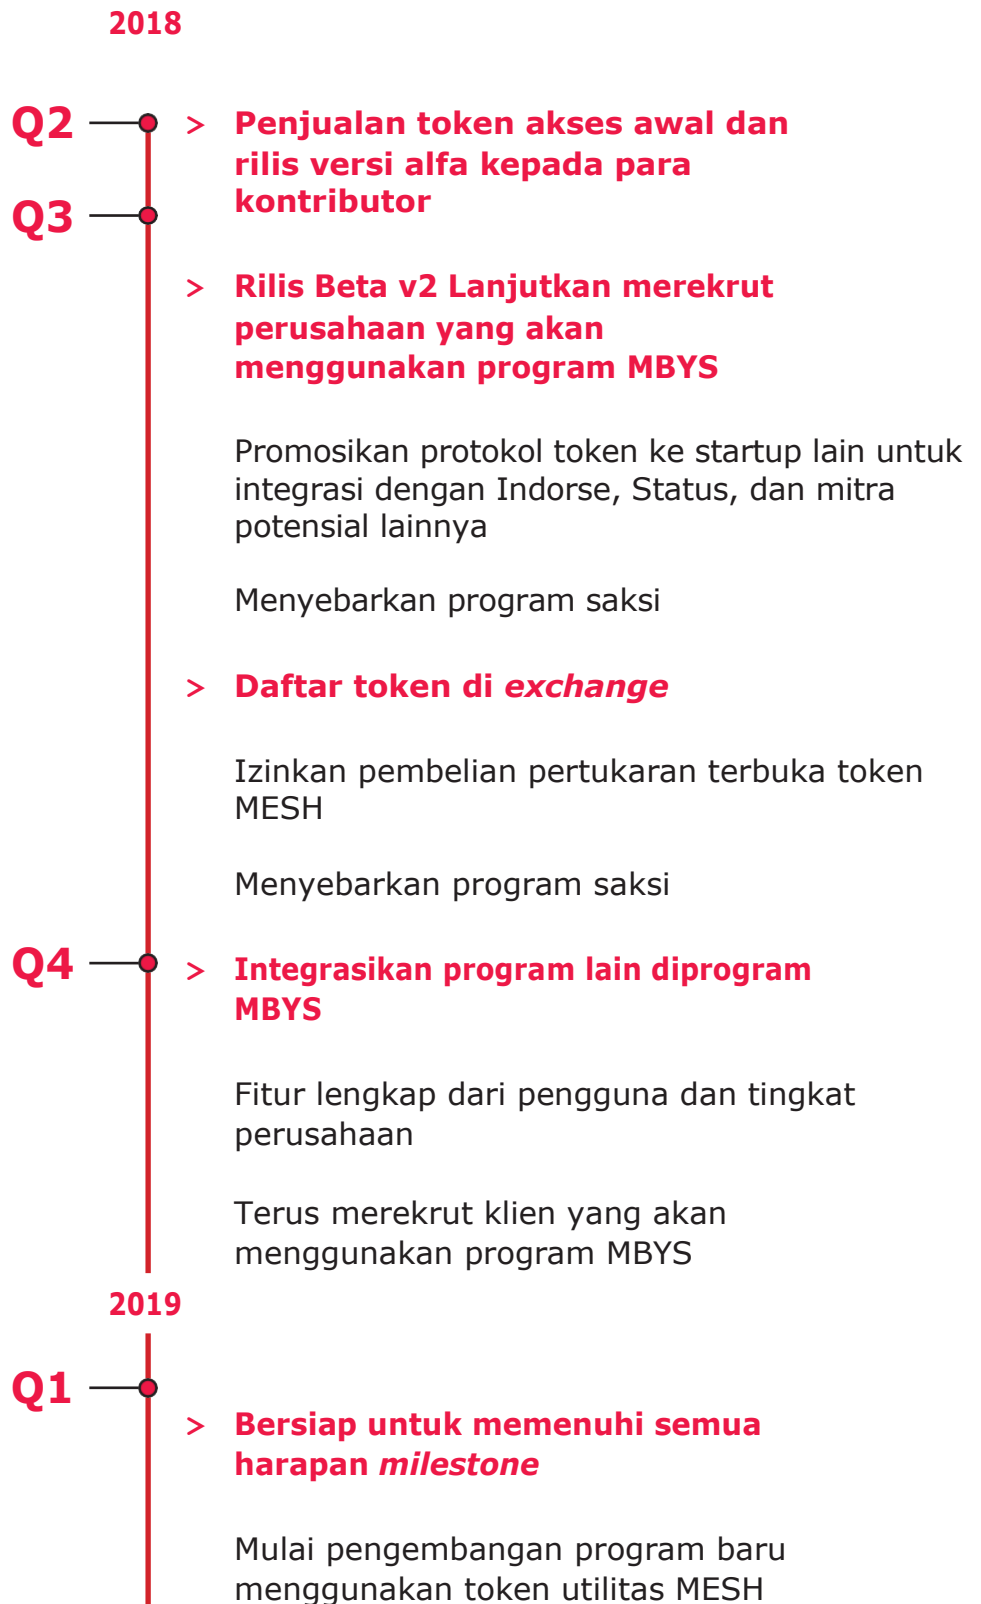 2018
Q2
> Penjualan token akses awal dan
rilis versi alfa kepada para
kontributor
Q3
> Rilis Beta v2 Lanjutkan merekrut
perusahaan yang akan
menggunakan program MBYS
Promosikan protokol token ke startup lain untuk
integrasi dengan Indorse, Status, dan mitra
potensial lainnya
Menyebarkan program saksi
> Daftar token di exchange
Izinkan pembelian pertukaran terbuka token
MESH
Menyebarkan program saksi
Q4
> Integrasikan program lain diprogram
MBYS
Fitur lengkap dari pengguna dan tingkat
perusahaan
Terus merekrut klien yang akan
menggunakan program MBYS
2019
Q1
> Bersiap untuk memenuhi semua
harapan milestone
Mulai pengembangan program baru
menggunakan token utilitas MESH